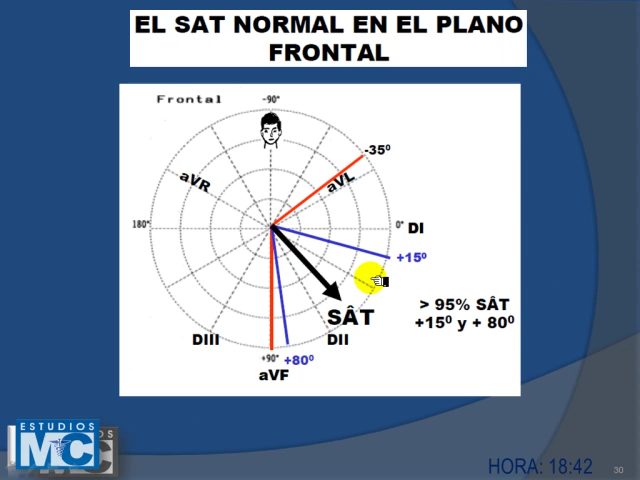 EL SAT NORMAL EN EL PLANO
FRONTAL
Frontal
-90°
-35⁰
aVR
aVL
180°
0° DI
+15⁰
> 95% SÂT
+15⁰ y + 80⁰
SÂT
DIII
DII
+90° +80⁰
aVF
ESTUDIOS
MC
HORA: 18:42
30